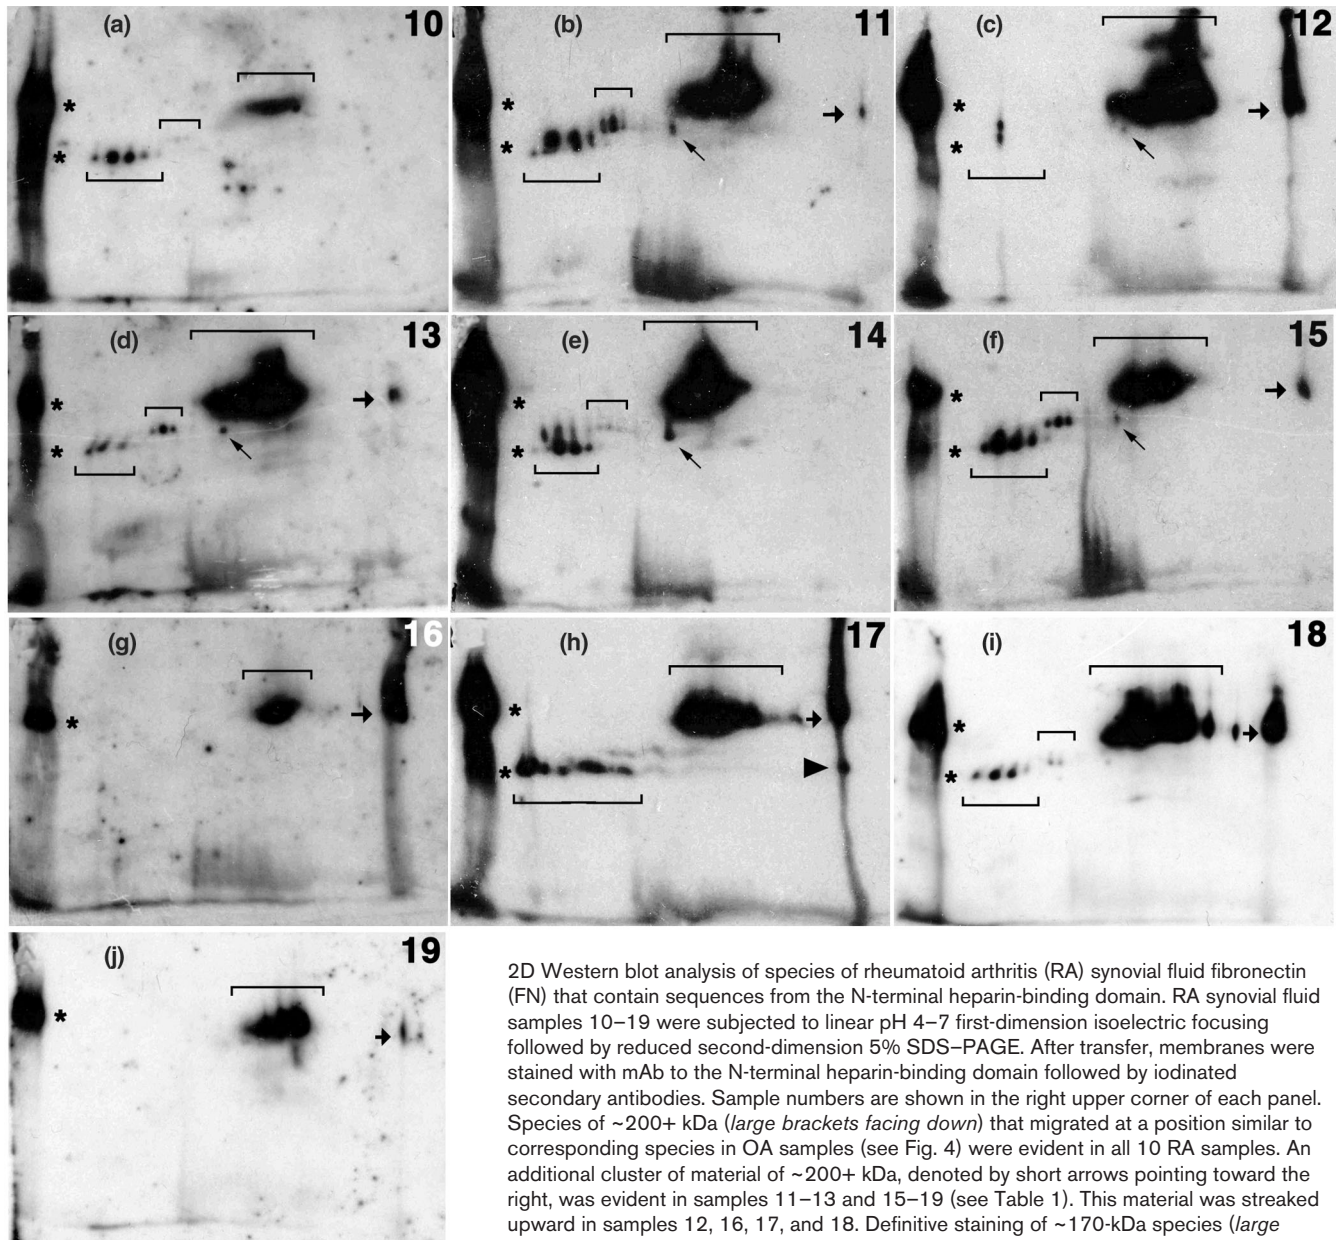 (a) 10
(b) 11
(c) 12
* *
* * *
*
(d) 13
(e) 14
(f) 15
* * *
* * *
(g) 16
(h) 17
(i) 18
* * *
* *
(j) 19
*
2D Western blot analysis of species of rheumatoid arthritis (RA) synovial fluid fibronectin
(FN) that contain sequences from the N-terminal heparin-binding domain. RA synovial fluid
samples 10–19 were subjected to linear pH 4–7 first-dimension isoelectric focusing
followed by reduced second-dimension 5% SDS–PAGE. After transfer, membranes were
stained with mAb to the N-terminal heparin-binding domain followed by iodinated
secondary antibodies. Sample numbers are shown in the right upper corner of each panel.
Species of ~200+ kDa (large brackets facing down) that migrated at a position similar to
corresponding species in OA samples (see Fig. 4) were evident in all 10 RA samples. An
additional cluster of material of ~200+ kDa, denoted by short arrows pointing toward the
right, was evident in samples 11–13 and 15–19 (see Table 1). This material was streaked
upward in samples 12, 16, 17, and 18. Definitive staining of ~170-kDa species (large